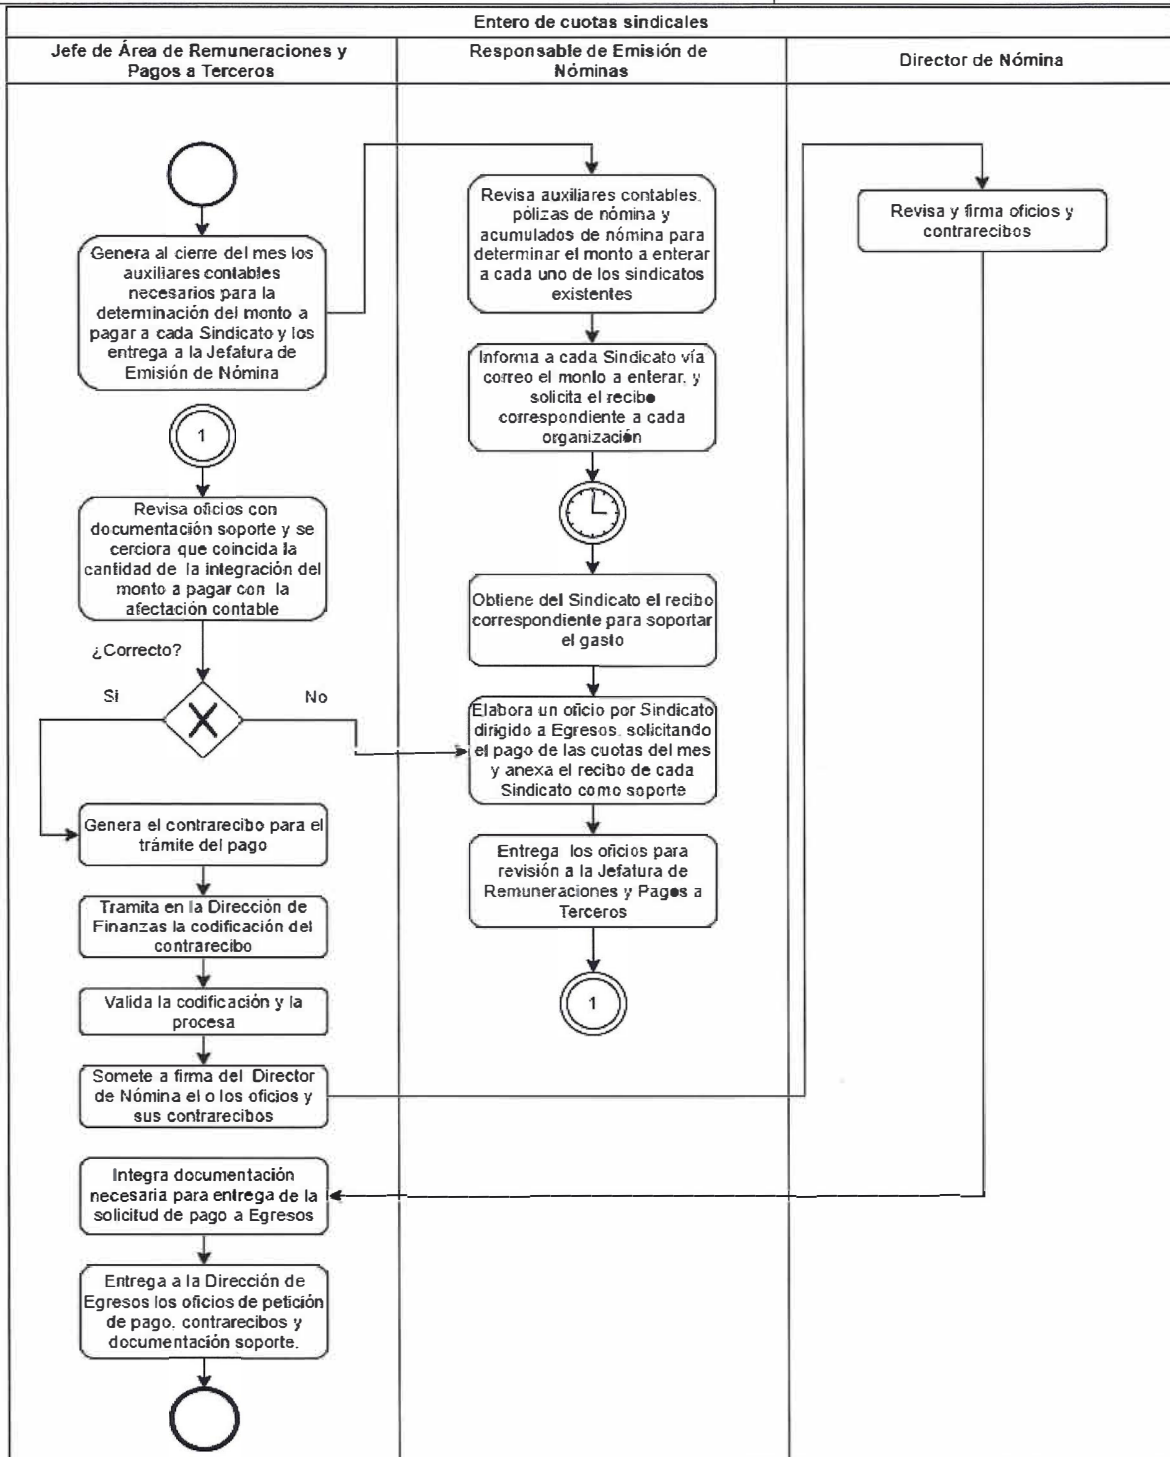 Entero de cuotas sindicales
Jefe de Área de Remuneraciones y
Pagos a Terceros
Responsable de Emisión de
Nóminas
Director de Nómina
Genera al cierre del mes los
auxiliares contables
necesarios para la
determinación del monto a
pagar a cada Sindicato y los
entrega a la Jefatura de
Emisión de Nómina
1
Revisa oficios con
documentación soporte y se
cerciora que coincida la
cantidad de la integración del
monto a pagar con la
afectación contable
¿Correcto?
Si
No
Genera el contrarecibo para el
trámite del pago
Tramita en la Dirección de
Finanzas la codificación del
contrarecibo
Valida la codificación y la
procesa
Somete a firma del Director
de Nómina el o los oficios y
sus contrarecibos
Integra documentación
necesaria para entrega de la
solicitud de pago a Egresos
Entrega a la Dirección de
Egresos los oficios de petición
de pago, contrarecibos y
documentación soporte.
Revisa auxiliares contables,
pólizas de nómina y
acumulados de nómina para
determinar el monto a enterar
a cada uno de los sindicatos
existentes
Informa a cada Sindicato vía
correo el monto a enterar, y
solicita el recibo
correspondiente a cada
organización
Obtiene del Sindicato el recibo
correspondiente para soportar
el gasto
Elabora un oficio por Sindicato
dirigido a Egresos, solicitando
el pago de las cuotas del mes
y anexa el recibo de cada
Sindicato como soporte
Entrega los oficios para
revisión a la Jefatura de
Remuneraciones y Pagos a
Terceros
1
Revisa y firma oficios y
contrarecibos